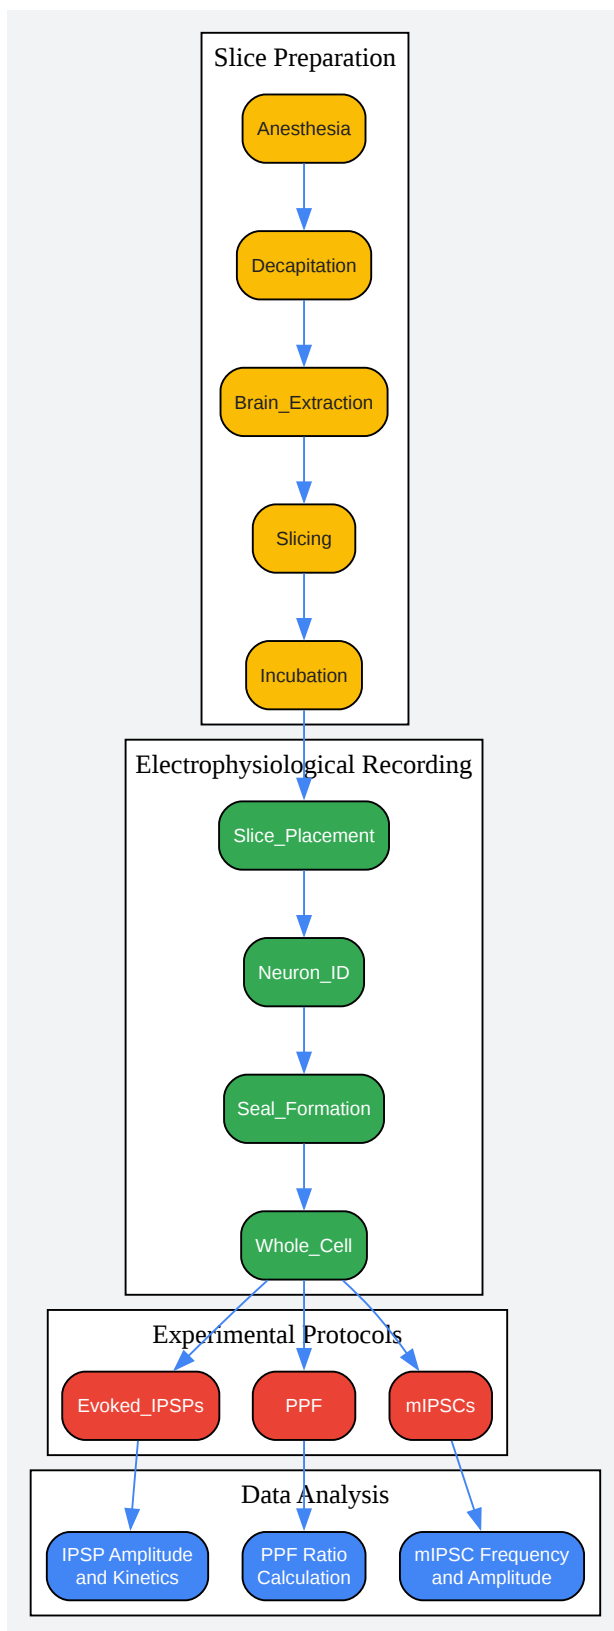 Slice Preparation
Anesthesia
Decapitation
Brain_Extraction
Slicing
Incubation
Electrophysiological Recording
Slice_Placement
Neuron_ID
Seal_Formation
Whole_Cell
Experimental Protocols
Evoked_IPSPs
PPF
mIPSCs
Data Analysis
IPSP Amplitude
and Kinetics
PPF Ratio
Calculation
mIPSC Frequency
and Amplitude